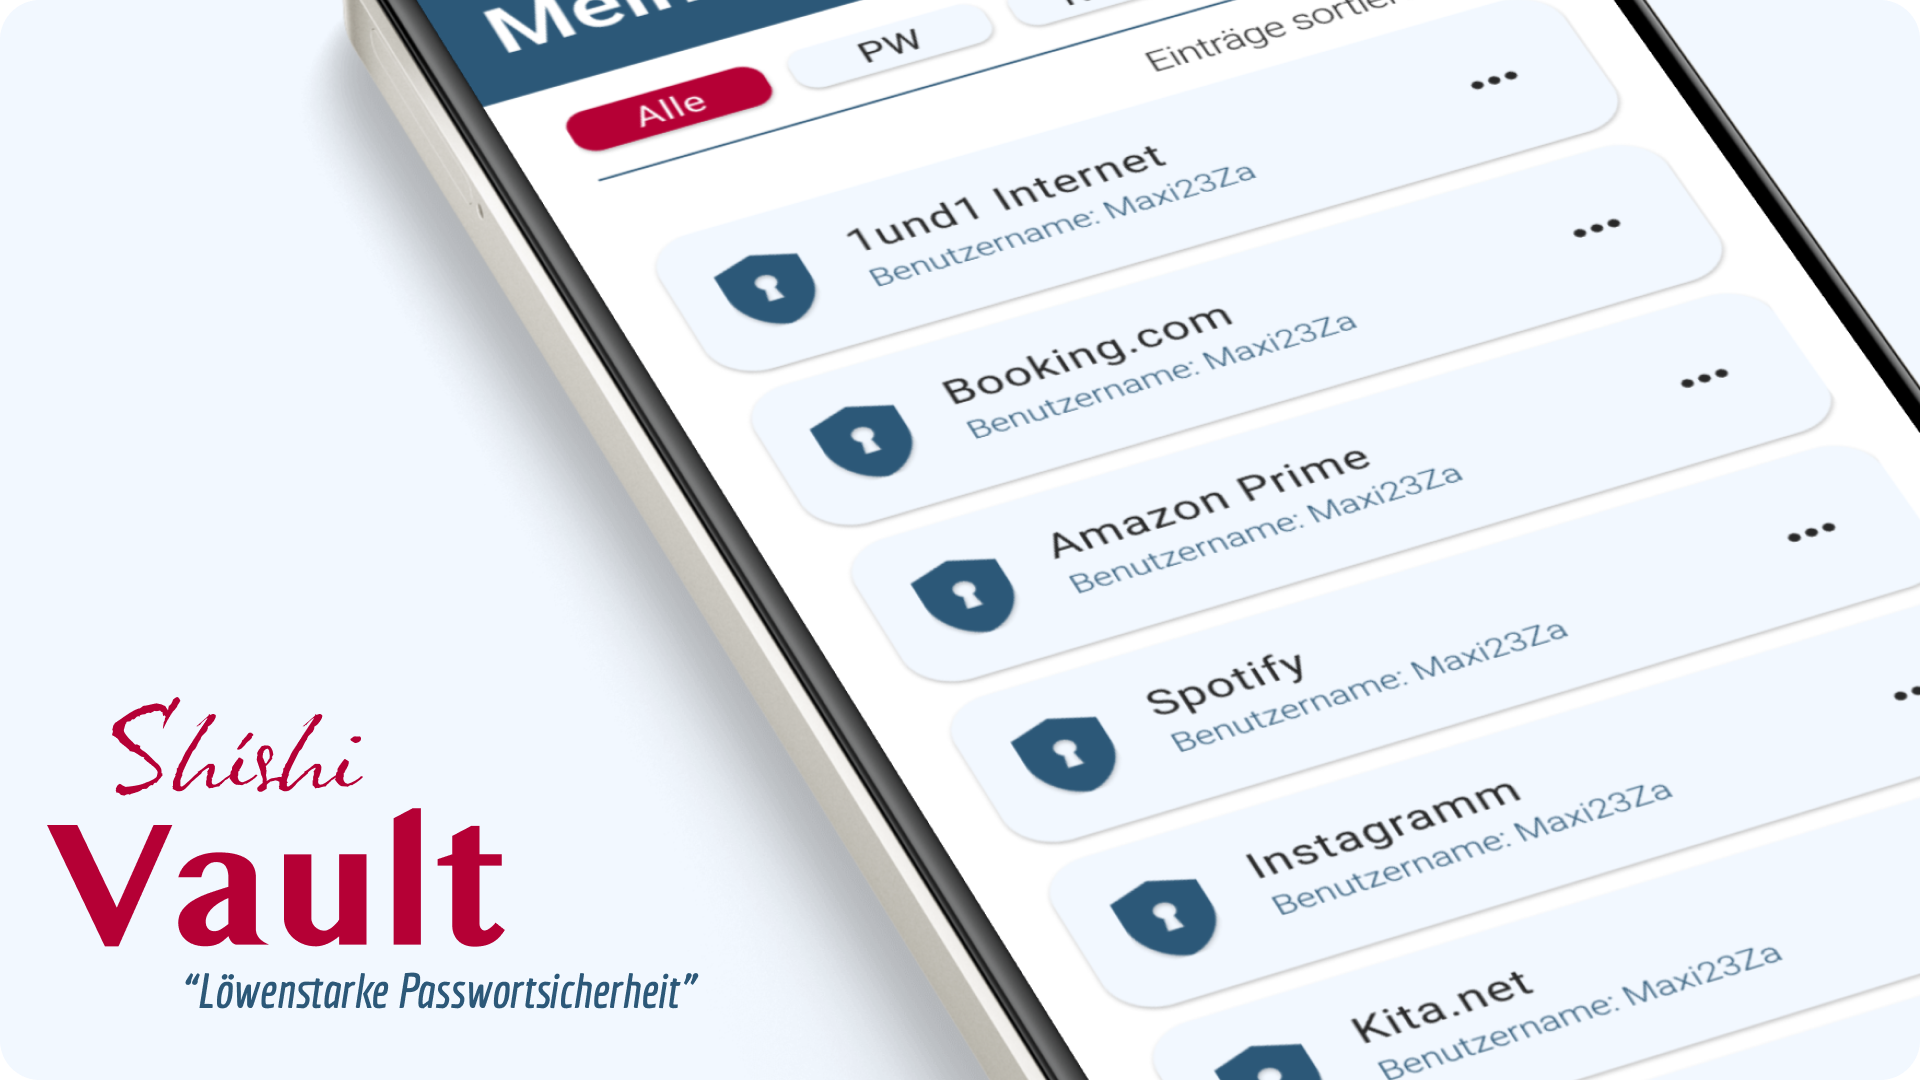 Alle
PW
Einträge
1und1 Internet
Benutzername: Maxi23Za
Booking.com
Benutzername: Maxi23Za
Amazon Prime
Benutzername: Maxi23Za
Spotify
Benutzername: Maxi23Za
Instagramm
Benutzername: Maxi23Za
Kita.net
Benutzername: Maxi23Za
Shishi
Vault
“Löwenstarke Passwortsicherheit”